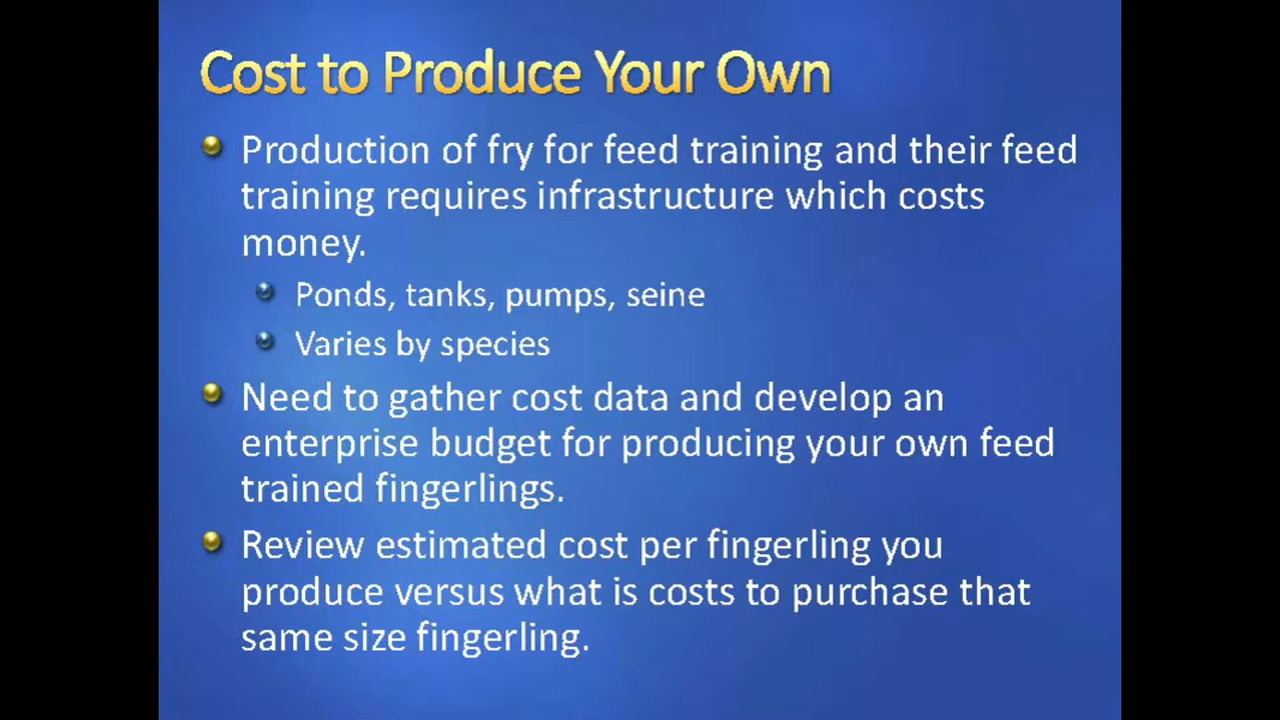 Cost to Produce Your Own
Production of fry for feed training and their feed
training requires infrastructure which costs
money.
Ponds, tanks, pumps, seine
Varies by species
Need to gather cost data and develop an
enterprise budget for producing your own feed
trained fingerlings.
Review estimated cost per fingerling you
produce versus what is costs to purchase that
same size fingerling.